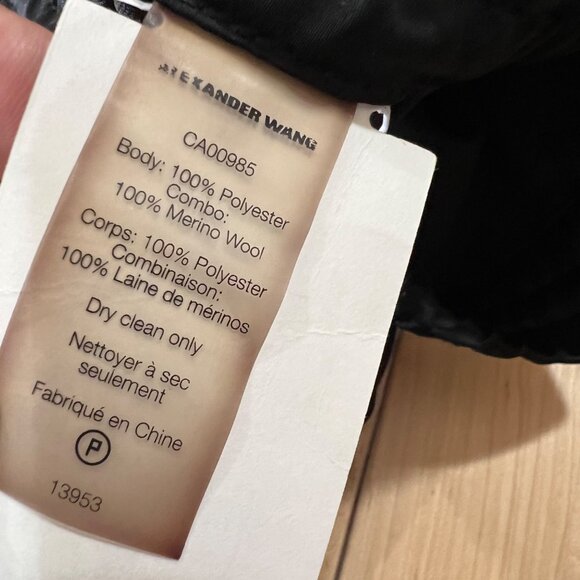 ALEXANDER WANG
CA00985
Body: 100% Polyester
Combo:
100% Merino Wool
Corps: 100% Polyester
Combinaison:
100% Laine de mérinos
Dry clean only
Nettoyer à sec
seulement
Fabriqué en Chine
P
13953